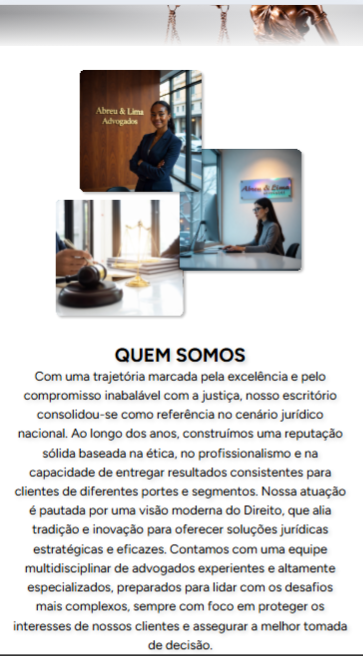 Abreu & Lima
Advogados
Abreu & Lima
QUEM SOMOS
Com uma trajetória marcada pela excelência e pelo
compromisso inabalável com a justiça, nosso escritório
consolidou-se como referência no cenário jurídico
nacional. Ao longo dos anos, construímos uma reputação
sólida baseada na ética, no profissionalismo e na
capacidade de entregar resultados consistentes para
clientes de diferentes portes e segmentos. Nossa atuação
é pautada por uma visão moderna do Direito, que alia
tradição e inovação para oferecer soluções jurídicas
estratégicas e eficazes. Contamos com uma equipe
multidisciplinar de advogados experientes e altamente
especializados, preparados para lidar com os desafios
mais complexos, sempre com foco em proteger os
interesses de nossos clientes e assegurar a melhor tomada
de decisão.